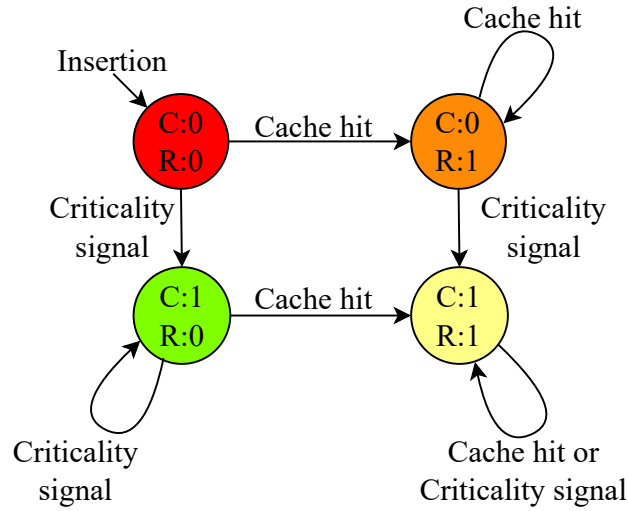 Cache hit
Insertion
C:0
R:0
Cache hit
C:0
R:1
Criticality
signal
Criticality
signal
C:1
R:0
Cache hit
C:1
R:1
Criticality
signal
Cache hit or
Criticality signal